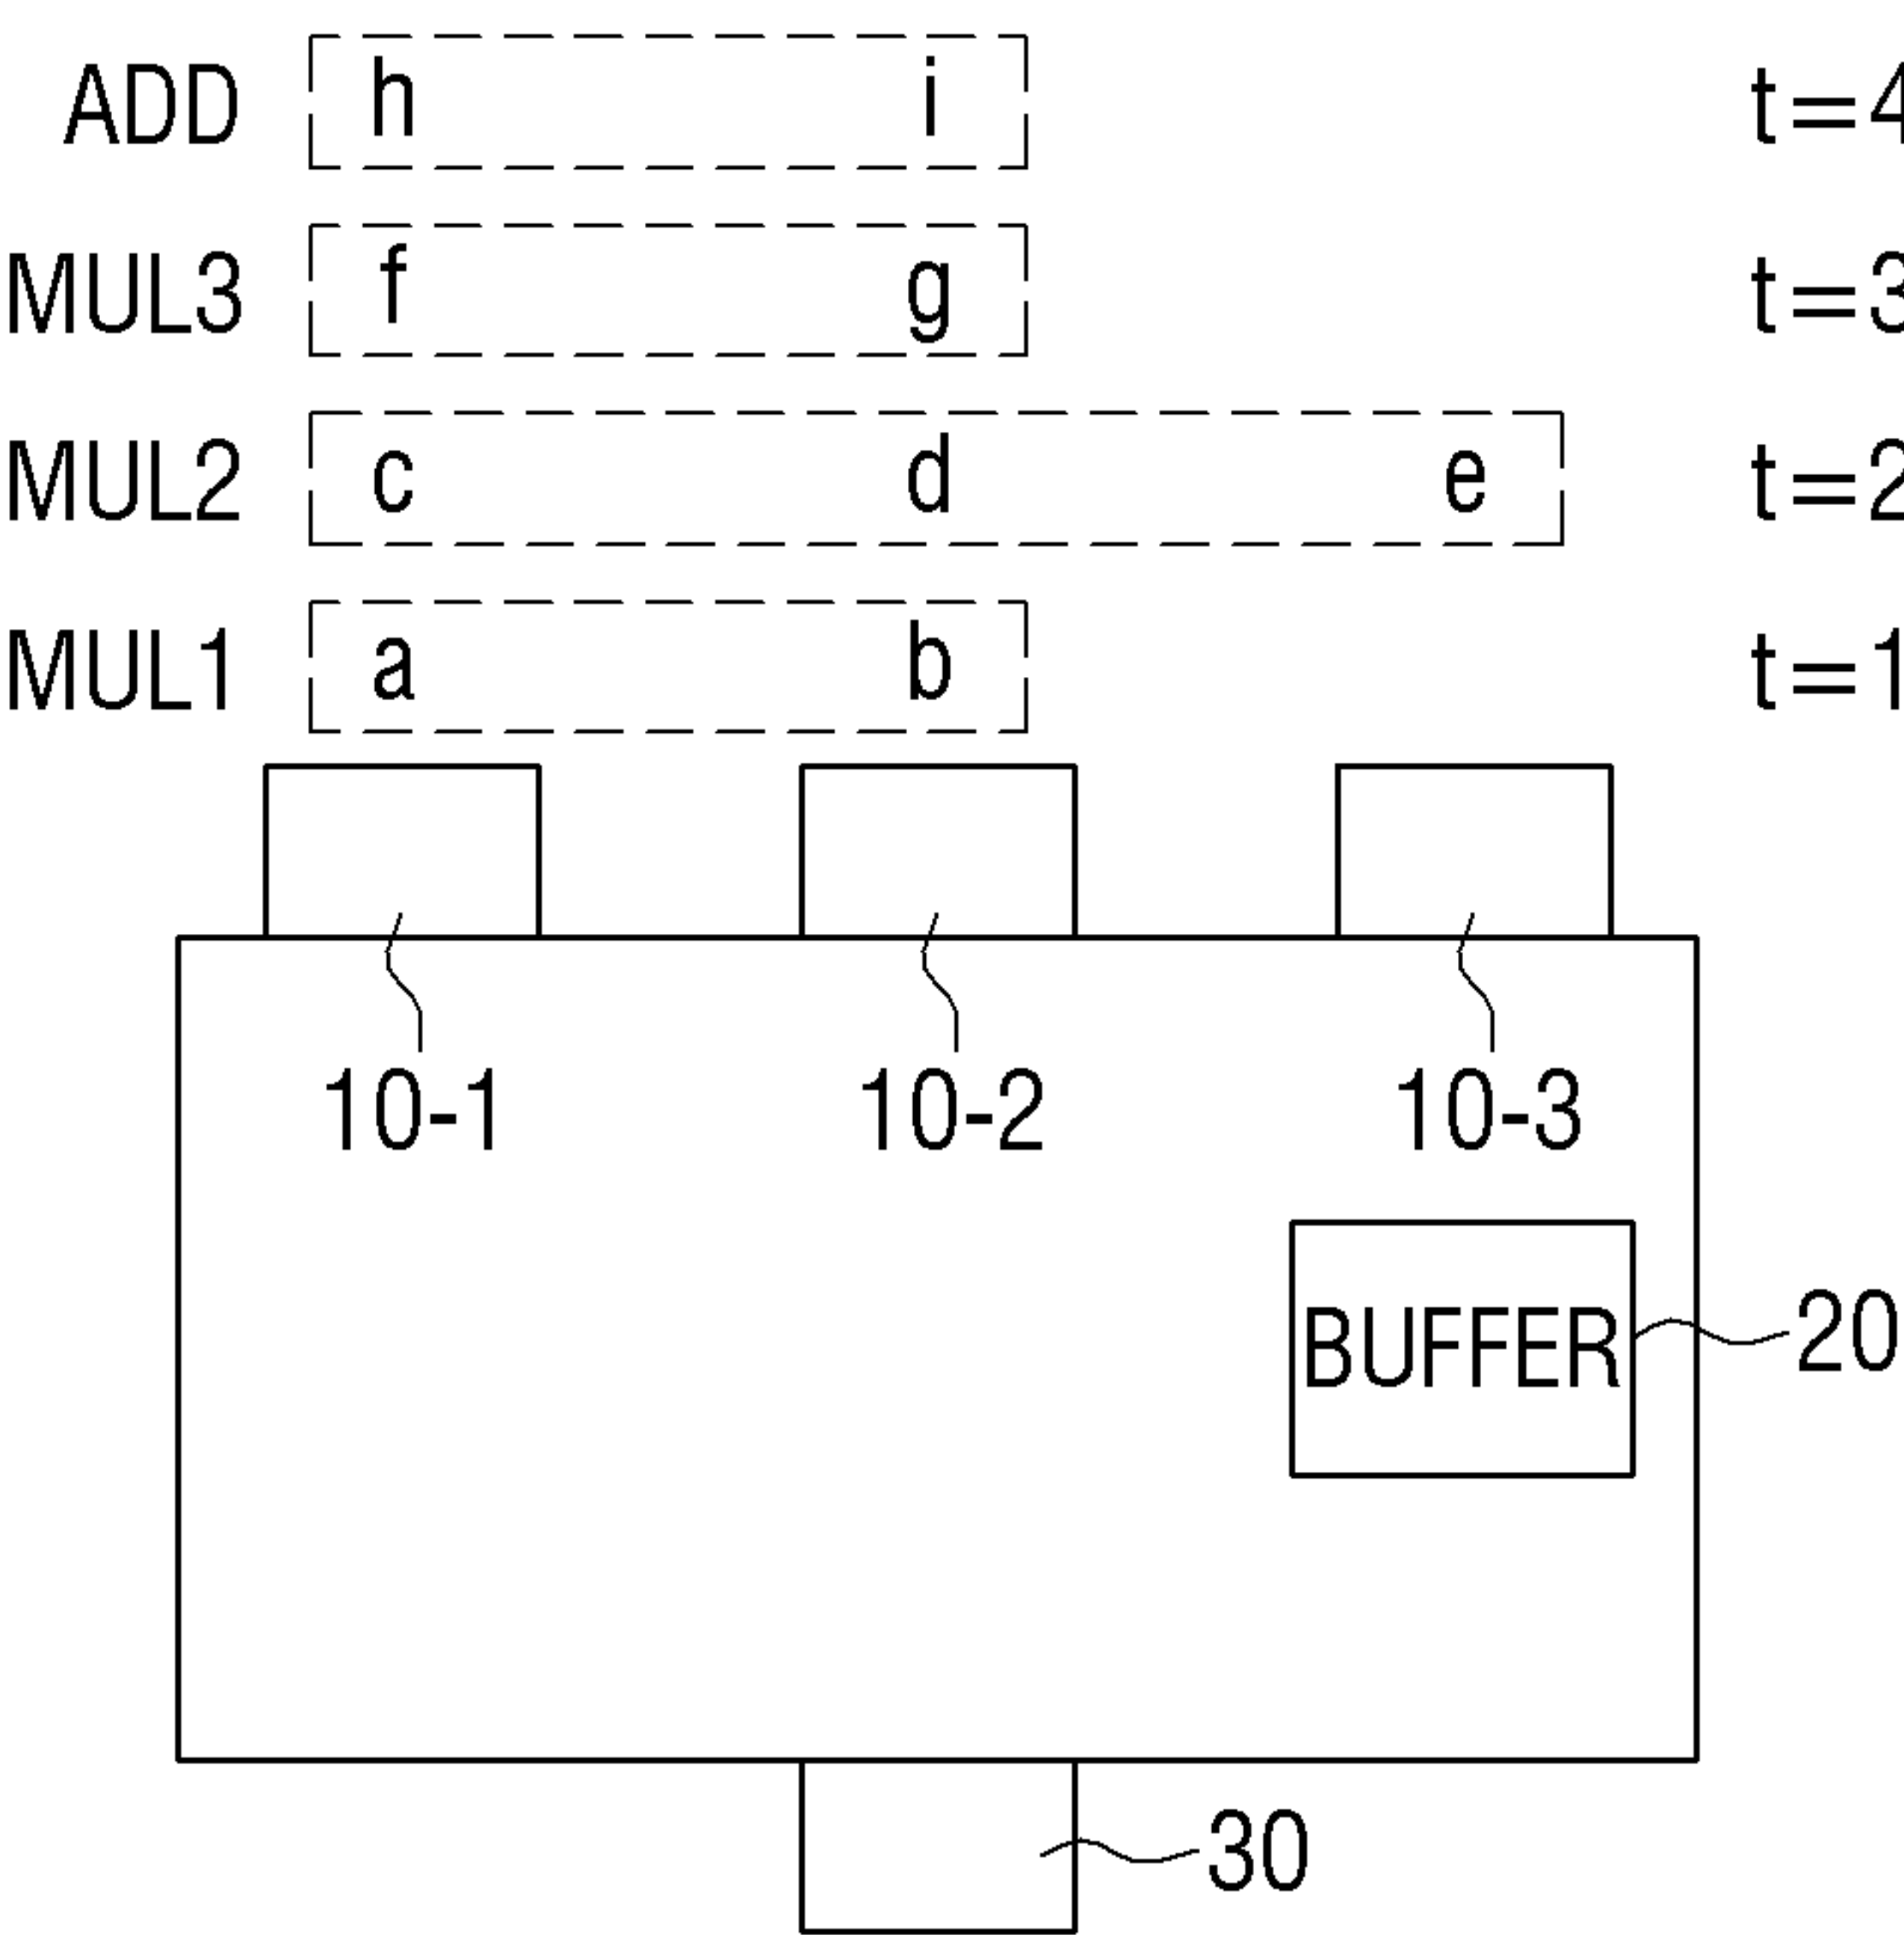 ADD h i t=4
MUL3 f g t=3
MUL2 c d e t=2
MUL1 a b t=1
10-1 10-2 10-3
BUFFER 20
30